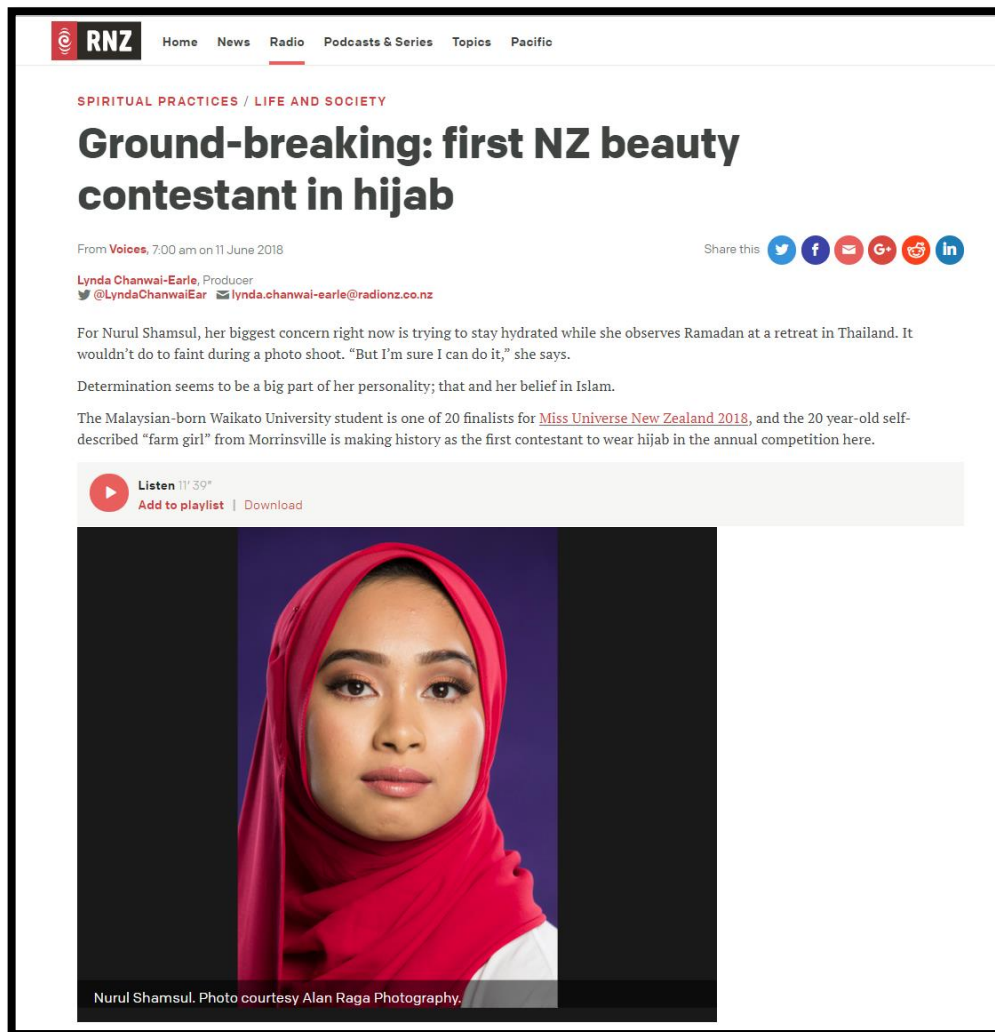 RNZ Home News Radio Podcasts & Series Topics Pacific
SPIRITUAL PRACTICES / LIFE AND SOCIETY
Ground-breaking: first NZ beauty
contestant in hijab
From Voices, 7:00 am on 11 June 2018
Share this
Lynda Chanwai-Earle, Producer
@LyndaChanwaiEar lynda.chanwai-earle@radionz.co.nz
For Nurul Shamsul, her biggest concern right now is trying to stay hydrated while she observes Ramadan at a retreat in Thailand. It
wouldn’t do to faint during a photo shoot. “But I’m sure I can do it,” she says.
Determination seems to be a big part of her personality; that and her belief in Islam.
The Malaysian-born Waikato University student is one of 20 finalists for Miss Universe New Zealand 2018, and the 20 year-old self-
described “farm girl” from Morrinsville is making history as the first contestant to wear hijab in the annual competition here.
Listen 11′ 39″
Add to playlist | Download
Nurul Shamsul. Photo courtesy Alan Raga Photography.